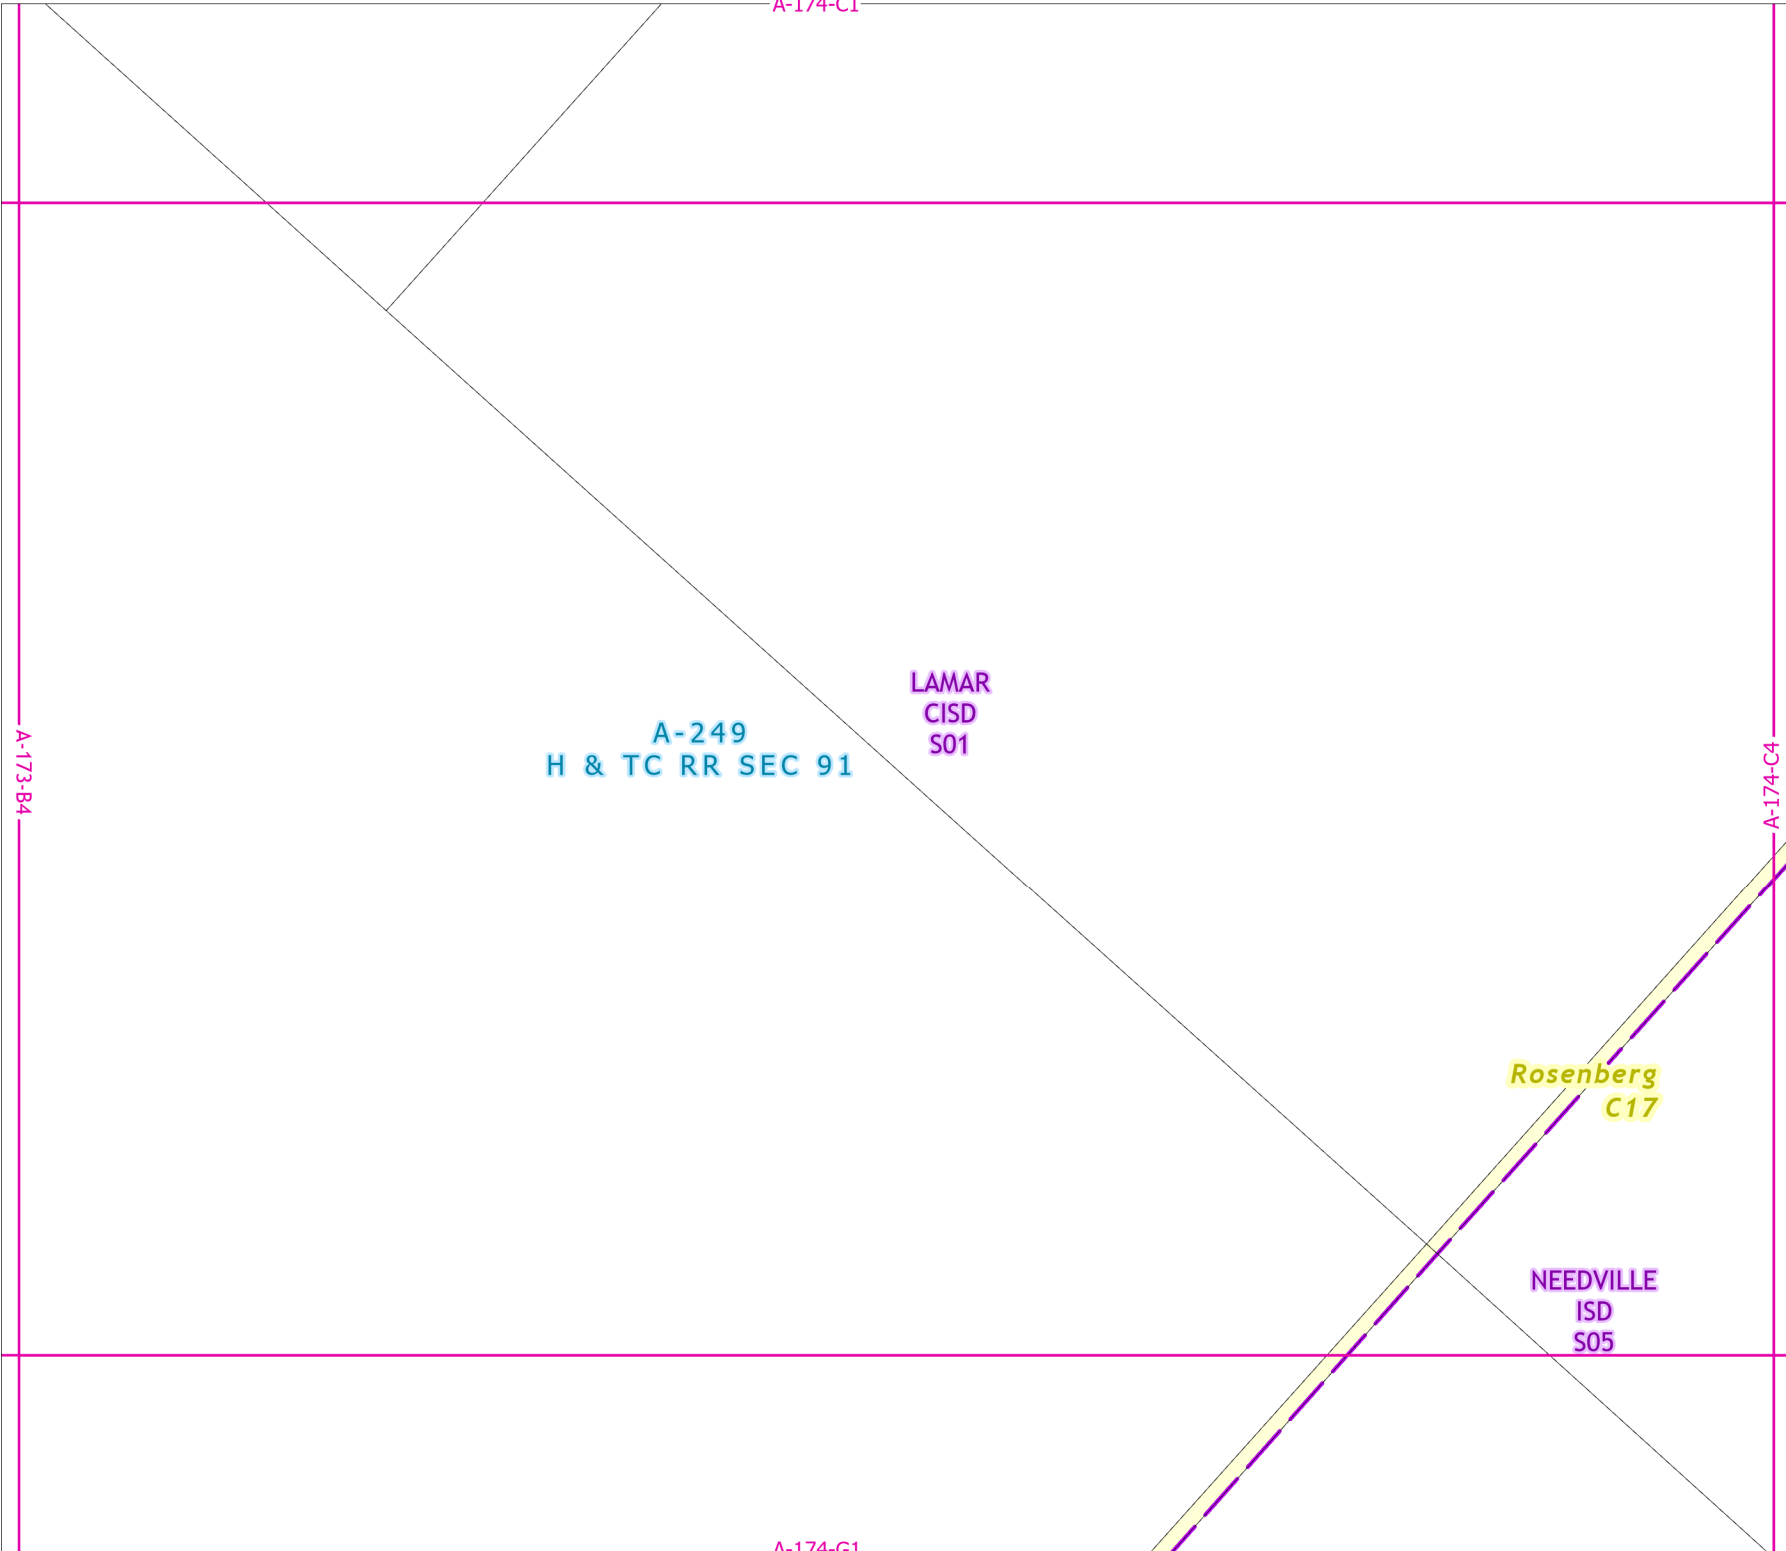 A-174-C1
LAMAR
CISD
S01
A-249
H & TC RR SEC 91
A-173-B4
A-174-C4
Rosenberg
C17
NEEDVILLE
ISD
S05
A-174-G1